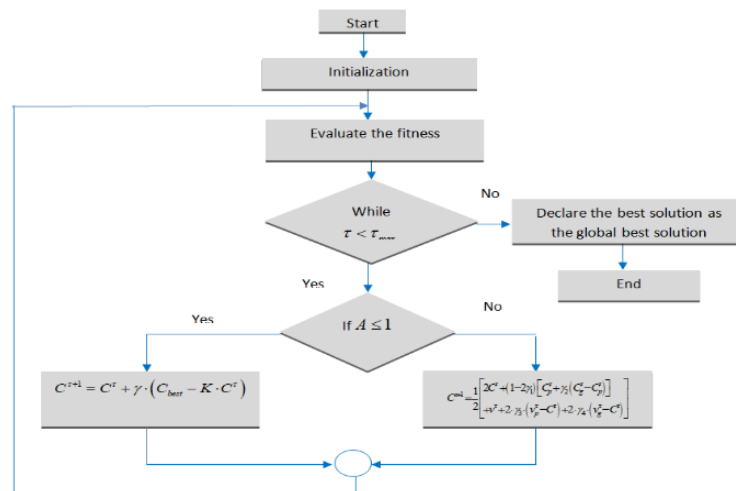 Start
Initialization
Evaluate the fitness
While
τ < τ_max
No
Declare the best solution as
the global best solution
End
Yes
If A ≤ 1
Yes
No
C^{τ+1} = C^τ + γ · (C_best − K · C^τ)